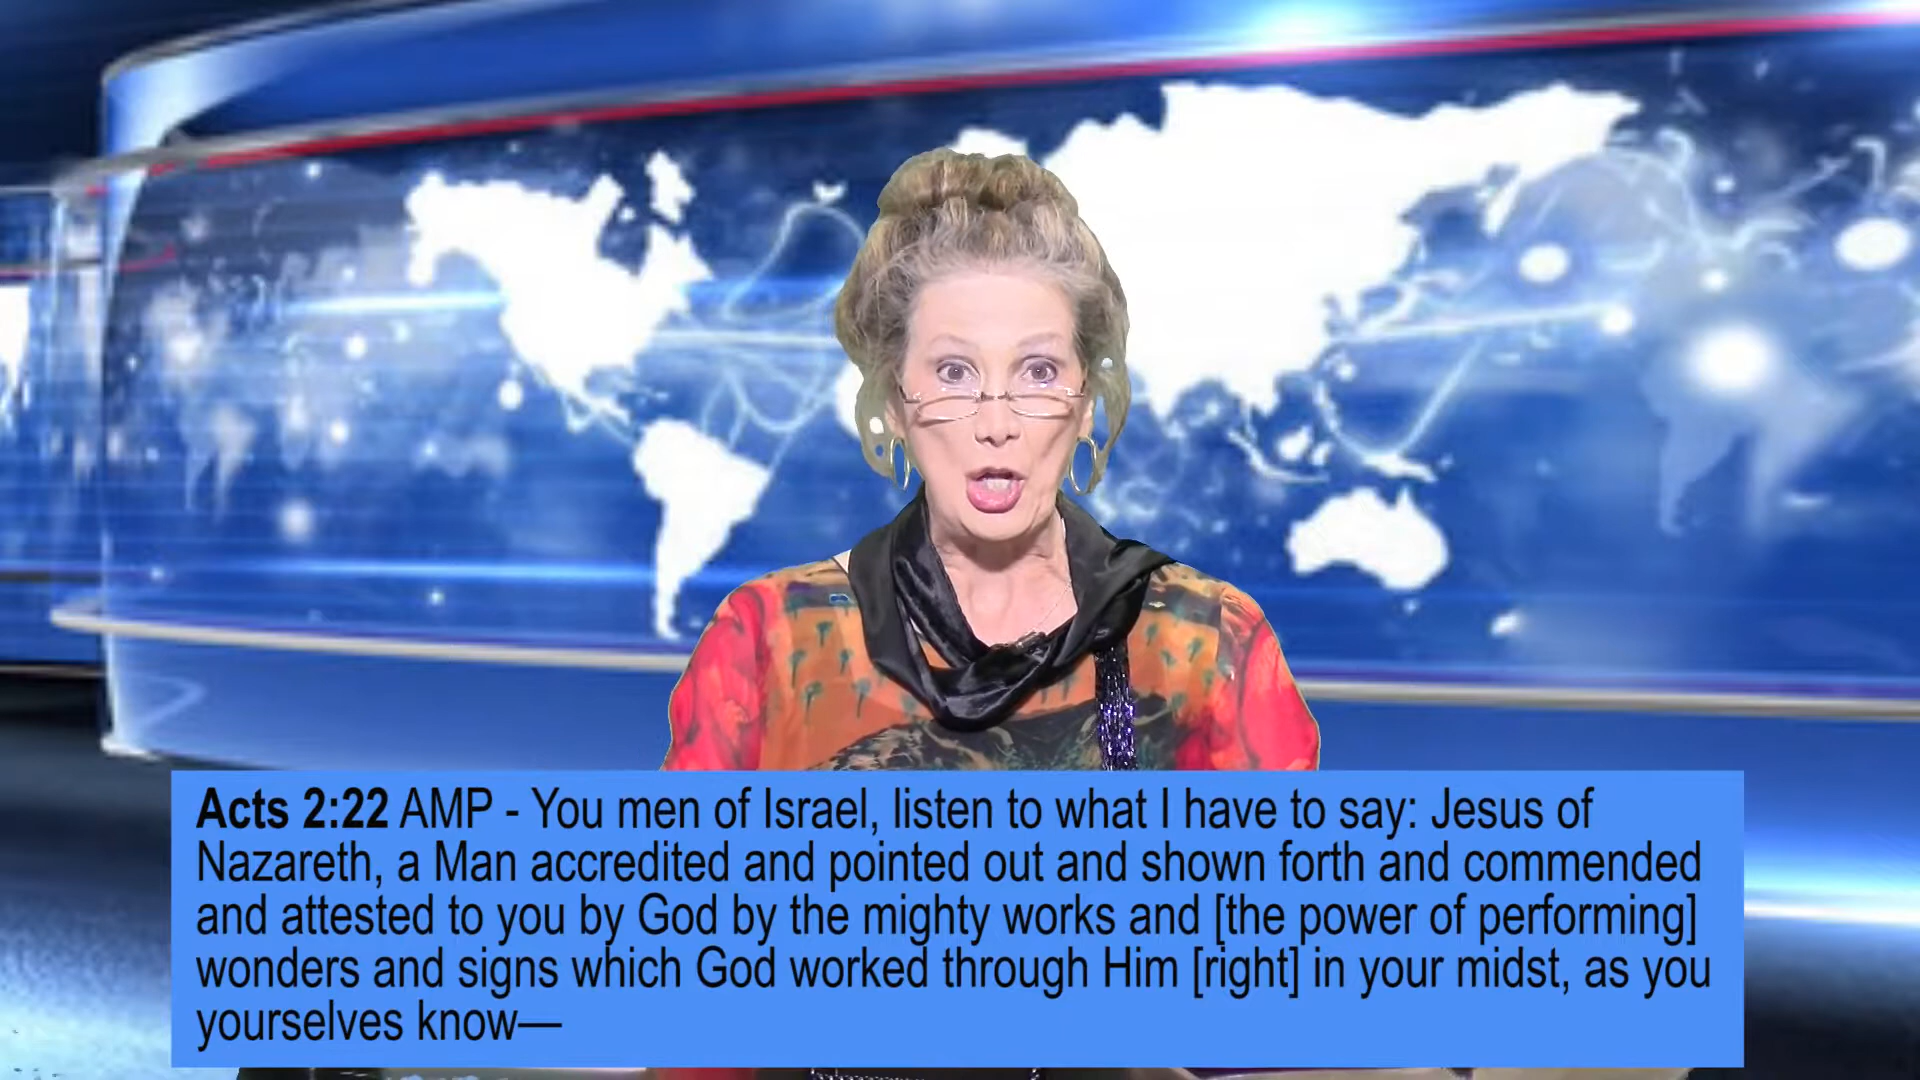 Acts 2:22 AMP - You men of Israel, listen to what I have to say: Jesus of
Nazareth, a Man accredited and pointed out and shown forth and commended
and attested to you by God by the mighty works and [the power of performing]
wonders and signs which God worked through Him [right] in your midst, as you
yourselves know—